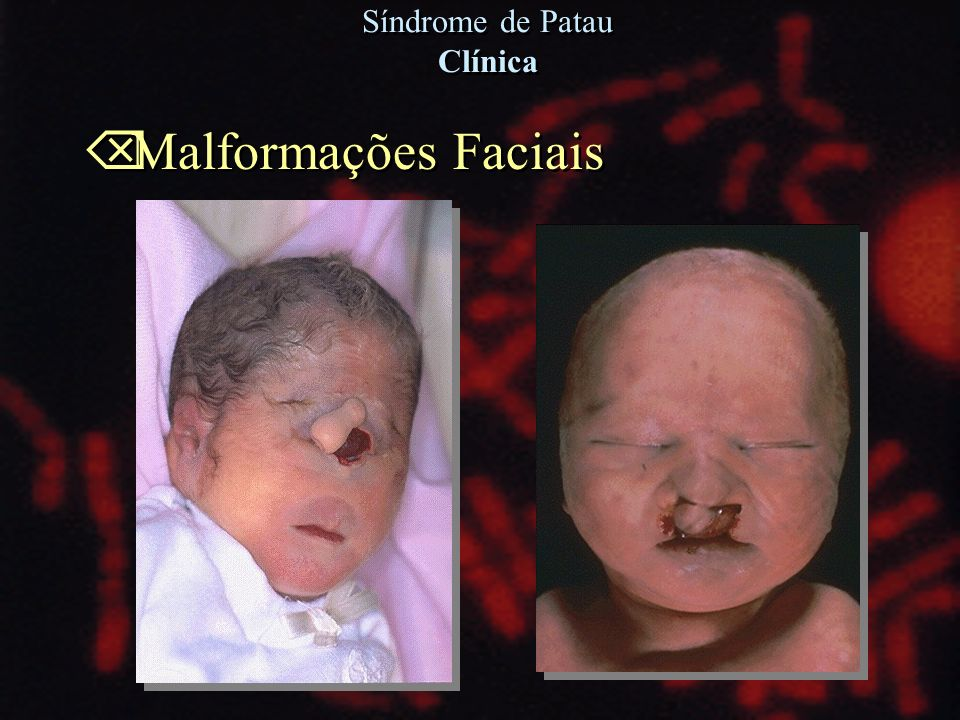 Síndrome de Patau
Clínica
Malformações Faciais